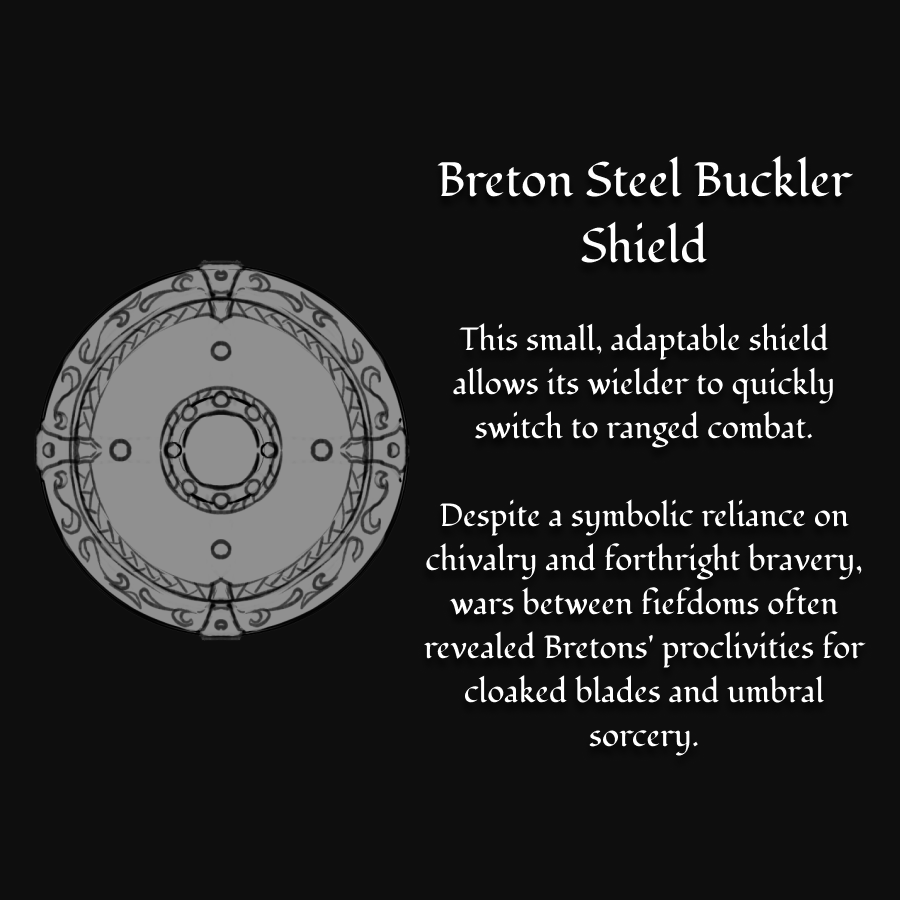 Breton Steel Buckler
Shield
This small, adaptable shield
allows its wielder to quickly
switch to ranged combat.
Despite a symbolic reliance on
chivalry and forthright bravery,
wars between fiefdoms often
revealed Bretons' proclivities for
cloaked blades and umbral
sorcery.